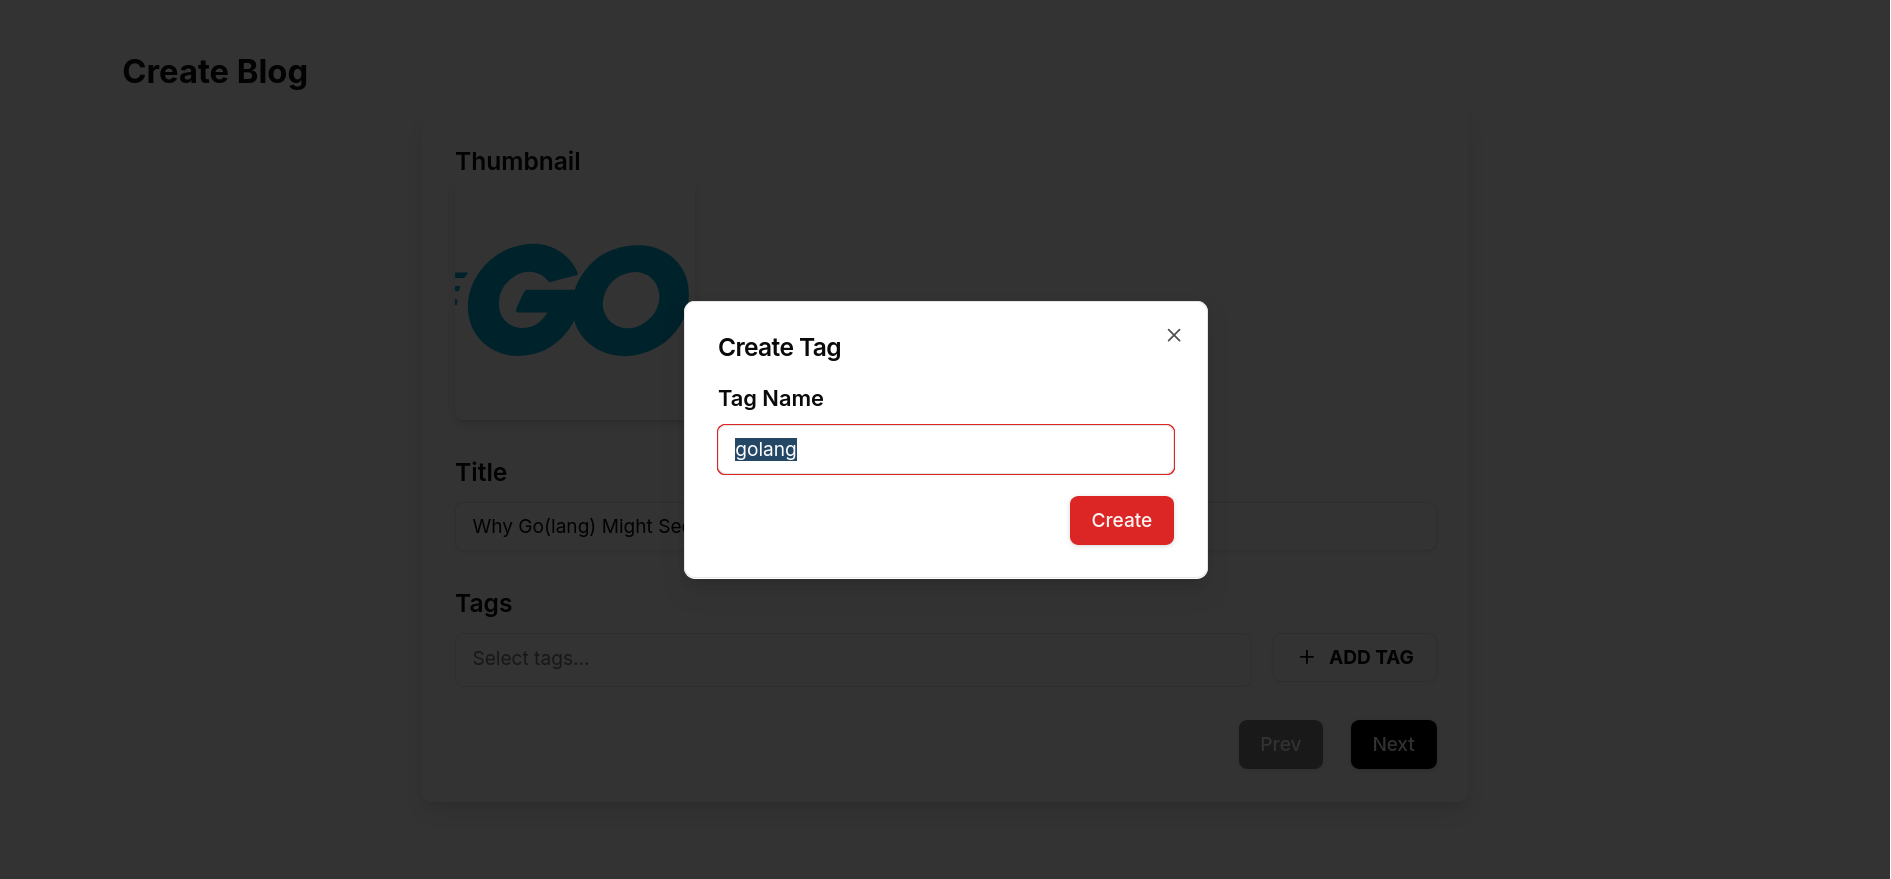 Create Blog
Thumbnail
GO
Create Tag
Tag Name
golang
Create
Title
Why Go(lang) Might
Tags
Select tags...
ADD TAG
Prev
Next